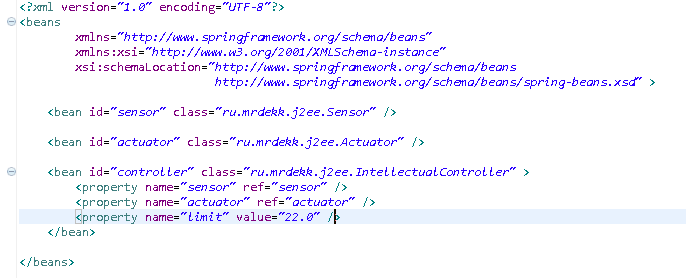 <?xml version="1.0" encoding="UTF-8"?>
<beans
xmlns="http://www.springframework.org/schema/beans"
xmlns:xsi="http://www.w3.org/2001/XMLSchema-instance"
xsi:schemaLocation="http://www.springframework.org/schema/beans
http://www.springframework.org/schema/beans/spring-beans.xsd" >
<bean id="sensor" class="ru.mrdekk.j2ee.Sensor" />
<bean id="actuator" class="ru.mrdekk.j2ee.Actuator" />
<bean id="controller" class="ru.mrdekk.j2ee.IntellectualController" >
<property name="sensor" ref="sensor" />
<property name="actuator" ref="actuator" />
<property name="limit" value="22.0" />
</bean>
</beans>